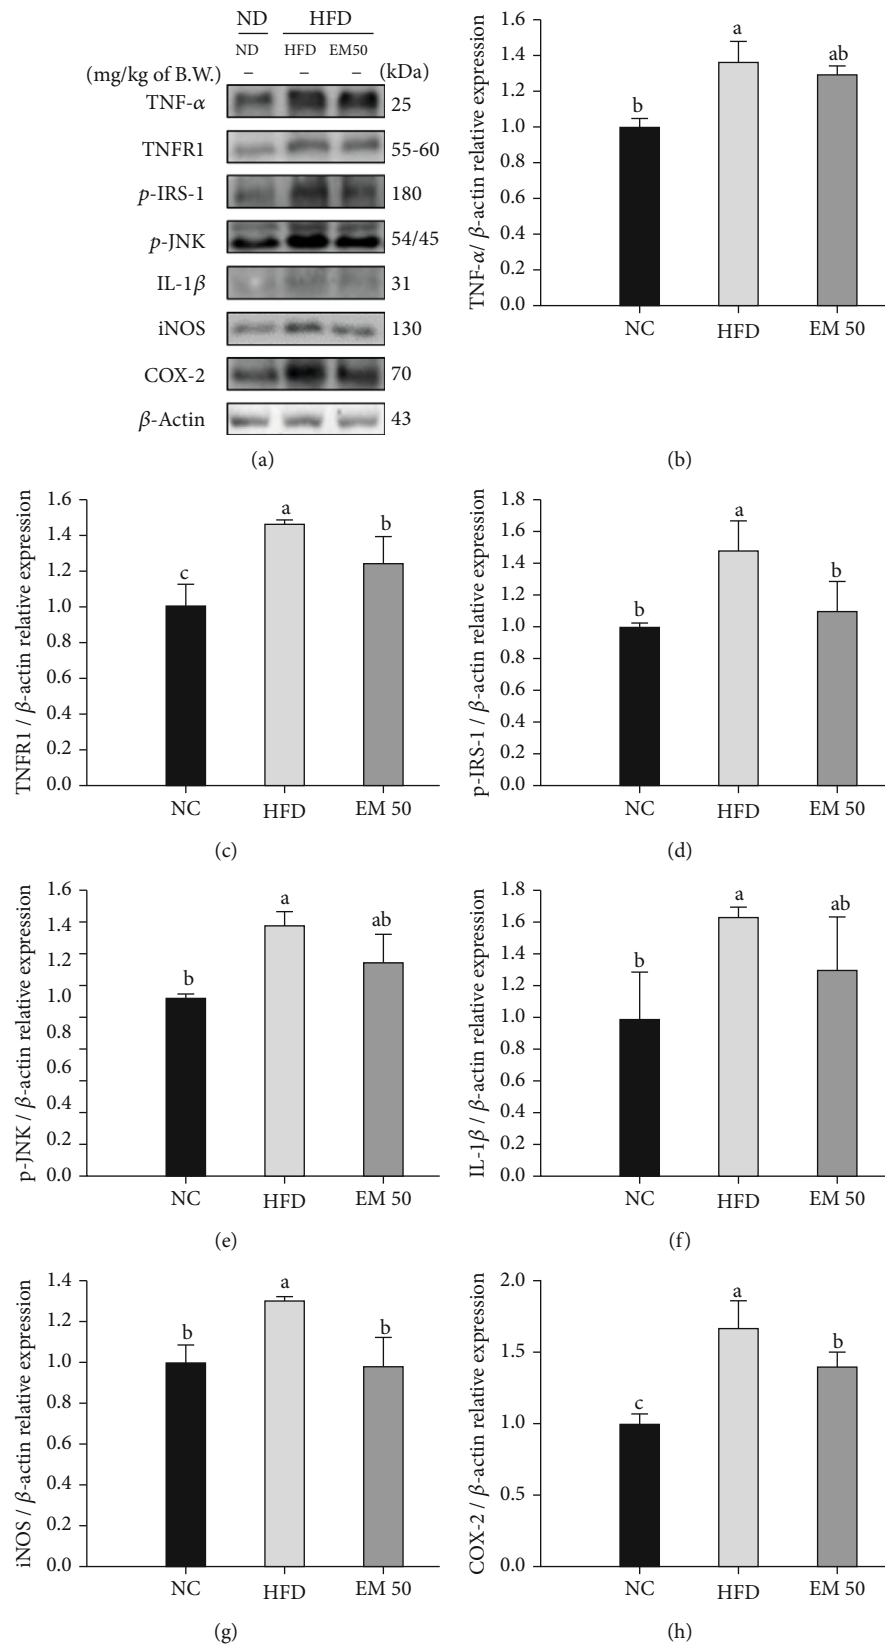 ND HFD
ND HFD EM50
(mg/kg of B.W.) – – – (kDa)
TNF-α 25
TNFR1 55-60
p-IRS-1 180
p-JNK 54/45
IL-1β 31
iNOS 130
COX-2 70
β-Actin 43
(a)
TNF-α/ β-actin relative expression
1.6
1.4
1.2
1.0
0.8
0.6
0.4
0.2
0.0
b
a
ab
NC HFD EM 50
(b)
TNFR1 / β-actin relative expression
1.6
1.4
1.2
1.0
0.8
0.6
0.4
0.2
0.0
c
a
b
NC HFD EM 50
(c)
p-IRS-1 / β-actin relative expression
1.8
1.6
1.4
1.2
1.0
0.8
0.6
0.4
0.2
0.0
b
a
b
NC HFD EM 50
(d)
p-JNK / β-actin relative expression
1.6
1.4
1.2
1.0
0.8
0.6
0.4
0.2
0.0
b
a
ab
NC HFD EM 50
(e)
IL-1β / β-actin relative expression
1.8
1.6
1.4
1.2
1.0
0.8
0.6
0.4
0.2
0.0
b
a
ab
NC HFD EM 50
(f)
iNOS / β-actin relative expression
1.4
1.2
1.0
0.8
0.6
0.4
0.2
0.0
b
a
b
NC HFD EM 50
(g)
COX-2 / β-actin relative expression
2.0
1.5
1.0
0.5
0.0
c
a
b
NC HFD EM 50
(h)